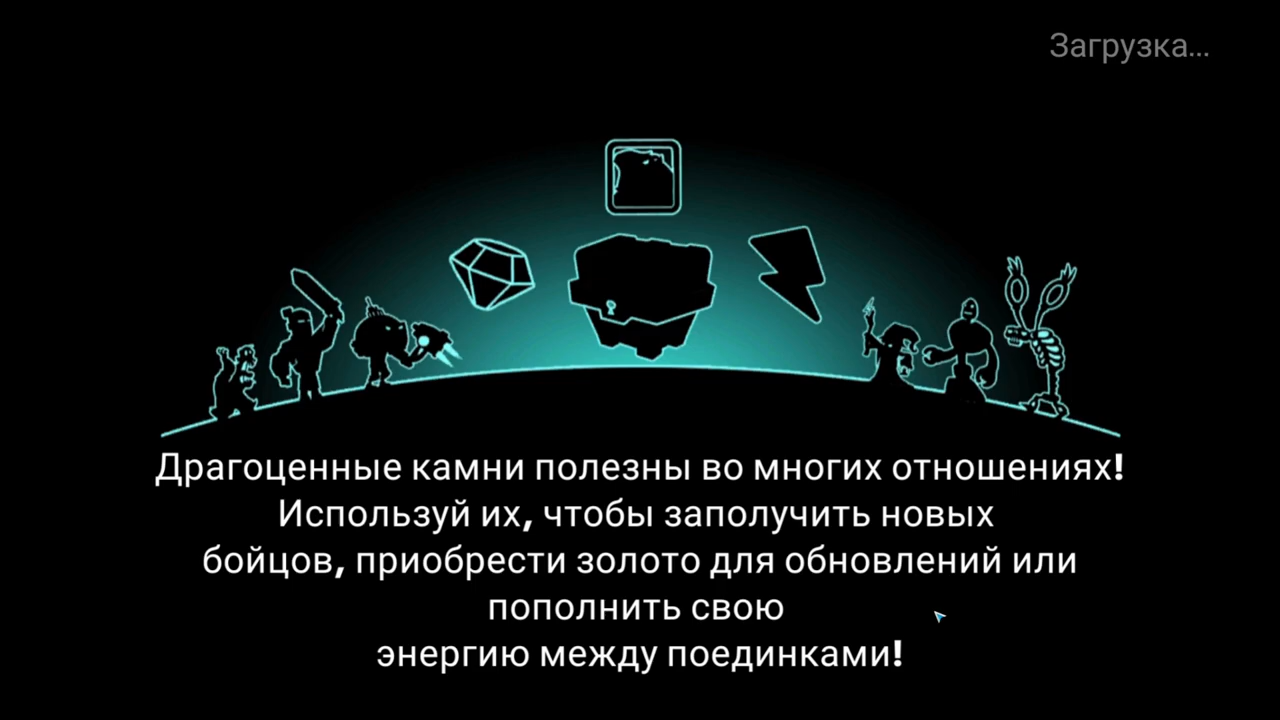 Загрузка...
Драгоценные камни полезны во многих отношениях!
Используй их, чтобы заполучить новых
бойцов, приобрести золото для обновлений или
пополнить свою
энергию между поединками!